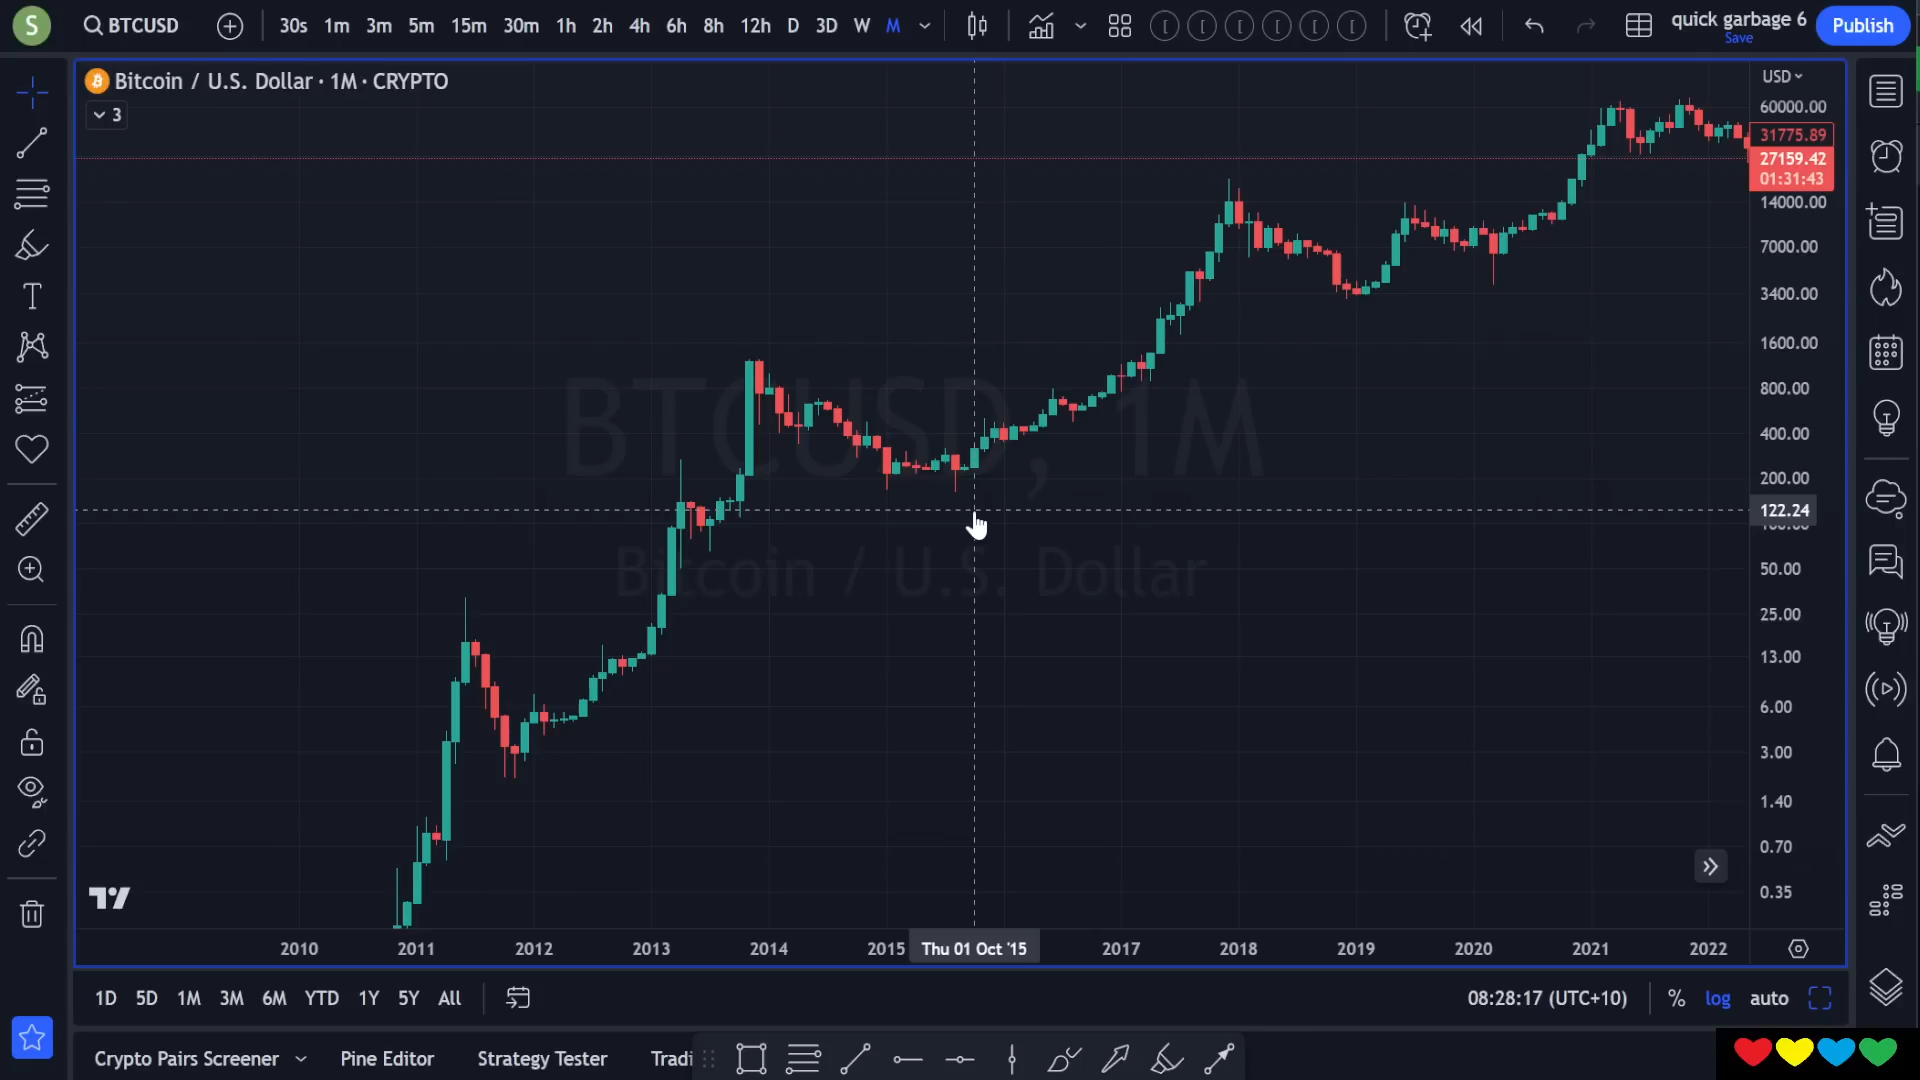 S
BTCUSD
30s 1m 3m 5m 15m 30m 1h 2h 4h 6h 8h 12h D 3D W M
quick garbage 6
Save
Publish
Bitcoin / U.S. Dollar · 1M · CRYPTO
3
USD
60000.00
31775.89
27159.42
01:31:43
14000.00
7000.00
3400.00
1600.00
800.00
400.00
200.00
122.24
50.00
25.00
13.00
6.00
3.00
1.40
0.70
0.35
BTCUSD, 1M
Bitcoin / U.S. Dollar
2010 2011 2012 2013 2014 2015 Thu 01 Oct '15 2017 2018 2019 2020 2021 2022
1D 5D 1M 3M 6M YTD 1Y 5Y All
08:28:17 (UTC+10) % log auto
Crypto Pairs Screener Pine Editor Strategy Tester Tradi